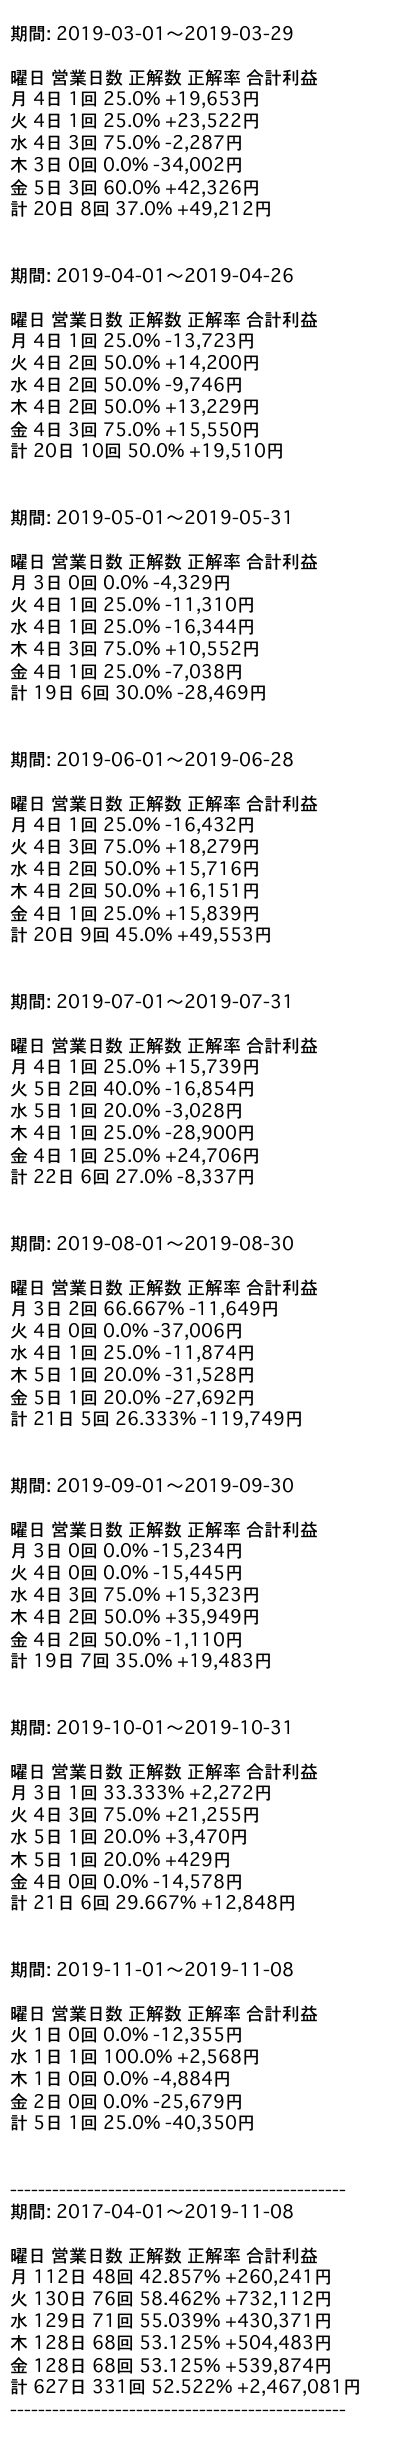 期間: 2019-03-01～2019-03-29
曜日 営業日数 正解数 正解率 合計利益
月 4日 1回 25.0% +19,653円
火 4日 1回 25.0% +23,522円
水 4日 3回 75.0% -2,287円
木 3日 0回 0.0% -34,002円
金 5日 3回 60.0% +42,326円
計 20日 8回 37.0% +49,212円
期間: 2019-04-01～2019-04-26
曜日 営業日数 正解数 正解率 合計利益
月 4日 1回 25.0% -13,723円
火 4日 2回 50.0% +14,200円
水 4日 2回 50.0% -9,746円
木 4日 2回 50.0% +13,229円
金 4日 3回 75.0% +15,550円
計 20日 10回 50.0% +19,510円
期間: 2019-05-01～2019-05-31
曜日 営業日数 正解数 正解率 合計利益
月 3日 0回 0.0% -4,329円
火 4日 1回 25.0% -11,310円
水 4日 1回 25.0% -16,344円
木 4日 3回 75.0% +10,552円
金 4日 1回 25.0% -7,038円
計 19日 6回 30.0% -28,469円
期間: 2019-06-01～2019-06-28
曜日 営業日数 正解数 正解率 合計利益
月 4日 1回 25.0% -16,432円
火 4日 3回 75.0% +18,279円
水 4日 2回 50.0% +15,716円
木 4日 2回 50.0% +16,151円
金 4日 1回 25.0% +15,839円
計 20日 9回 45.0% +49,553円
期間: 2019-07-01～2019-07-31
曜日 営業日数 正解数 正解率 合計利益
月 4日 1回 25.0% +15,739円
火 5日 2回 40.0% -16,854円
水 5日 1回 20.0% -3,028円
木 4日 1回 25.0% -28,900円
金 4日 1回 25.0% +24,706円
計 22日 6回 27.0% -8,337円
期間: 2019-08-01～2019-08-30
曜日 営業日数 正解数 正解率 合計利益
月 3日 2回 66.667% -11,649円
火 4日 0回 0.0% -37,006円
水 4日 1回 25.0% -11,874円
木 5日 1回 20.0% -31,528円
金 5日 1回 20.0% -27,692円
計 21日 5回 26.333% -119,749円
期間: 2019-09-01～2019-09-30
曜日 営業日数 正解数 正解率 合計利益
月 3日 0回 0.0% -15,234円
火 4日 0回 0.0% -15,445円
水 4日 3回 75.0% +15,323円
木 4日 2回 50.0% +35,949円
金 4日 2回 50.0% -1,110円
計 19日 7回 35.0% +19,483円
期間: 2019-10-01～2019-10-31
曜日 営業日数 正解数 正解率 合計利益
月 3日 1回 33.333% +2,272円
火 4日 3回 75.0% +21,255円
水 5日 1回 20.0% +3,470円
木 5日 1回 20.0% +429円
金 4日 0回 0.0% -14,578円
計 21日 6回 29.667% +12,848円
期間: 2019-11-01～2019-11-08
曜日 営業日数 正解数 正解率 合計利益
火 1日 0回 0.0% -12,355円
水 1日 1回 100.0% +2,568円
木 1日 0回 0.0% -4,884円
金 2日 0回 0.0% -25,679円
計 5日 1回 25.0% -40,350円
------------------------------------------------
期間: 2017-04-01～2019-11-08
曜日 営業日数 正解数 正解率 合計利益
月 112日 48回 42.857% +260,241円
火 130日 76回 58.462% +732,112円
水 129日 71回 55.039% +430,371円
木 128日 68回 53.125% +504,483円
金 128日 68回 53.125% +539,874円
計 627日 331回 52.522% +2,467,081円
------------------------------------------------